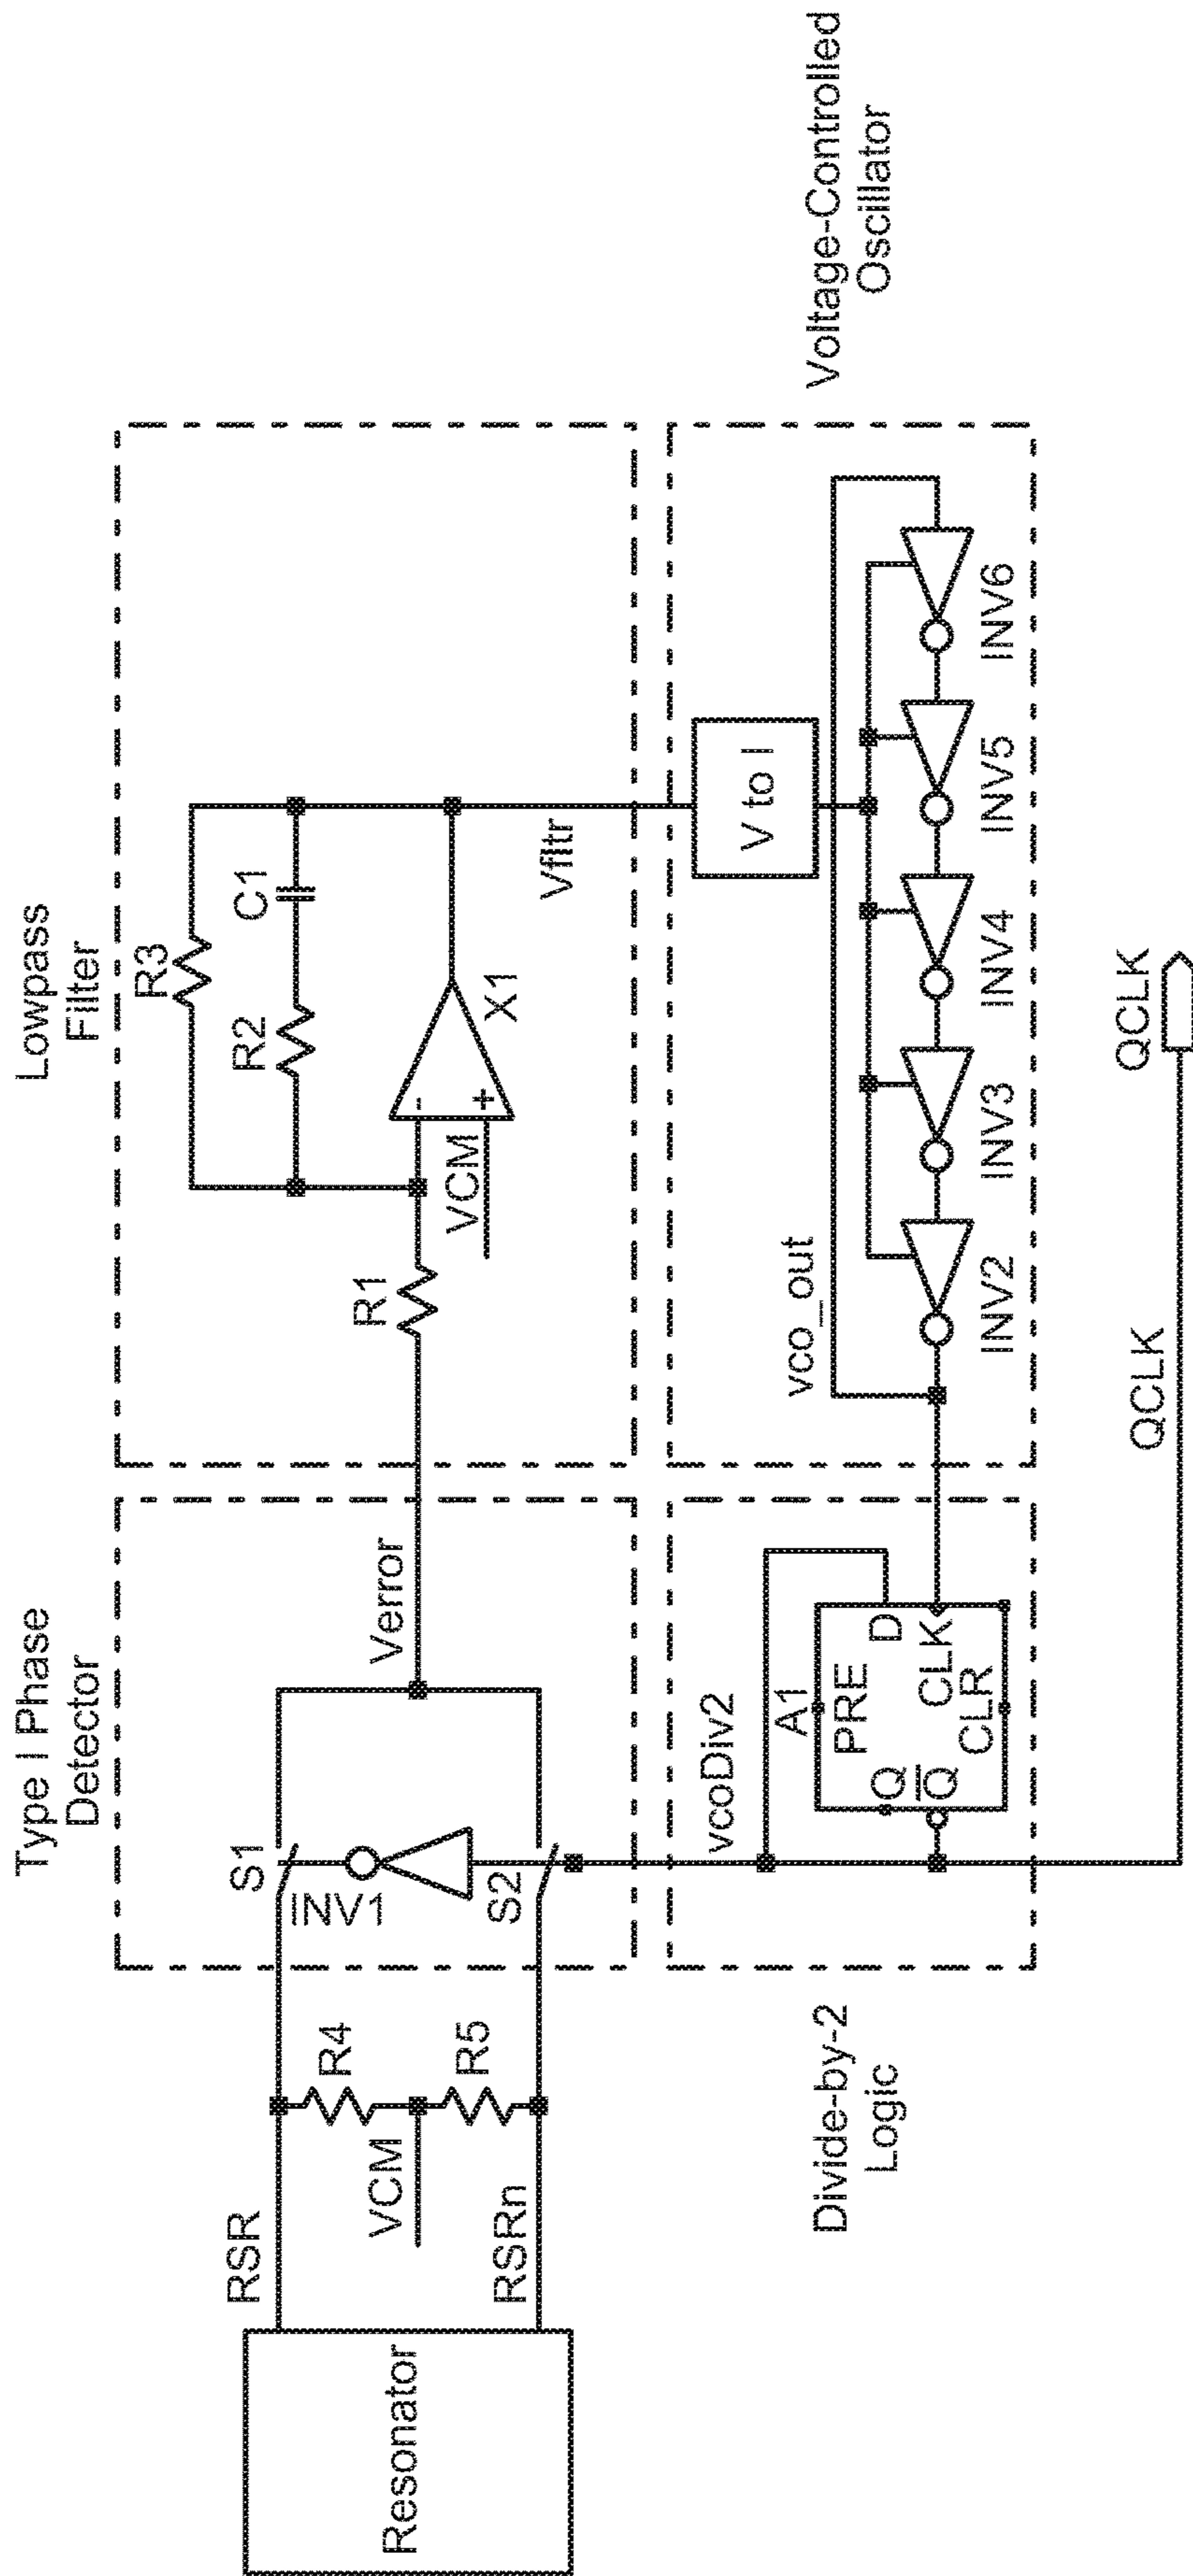 Type I Phase
Detector
Lowpass
Filter
R3
R2
C1
S1
INV1
S2
Verror
R1
VCM
-
+
X1
Vfltr
RSR
R4
VCM
R5
RSRn
Resonator
V to I
Voltage-Controlled
Oscillator
vcoDiv2
A1
PRE
Q
D
Q̅
CLK
CLR
vco_out
INV2
INV3
INV4
INV5
INV6
Divide-by-2
Logic
QCLK
QCLK